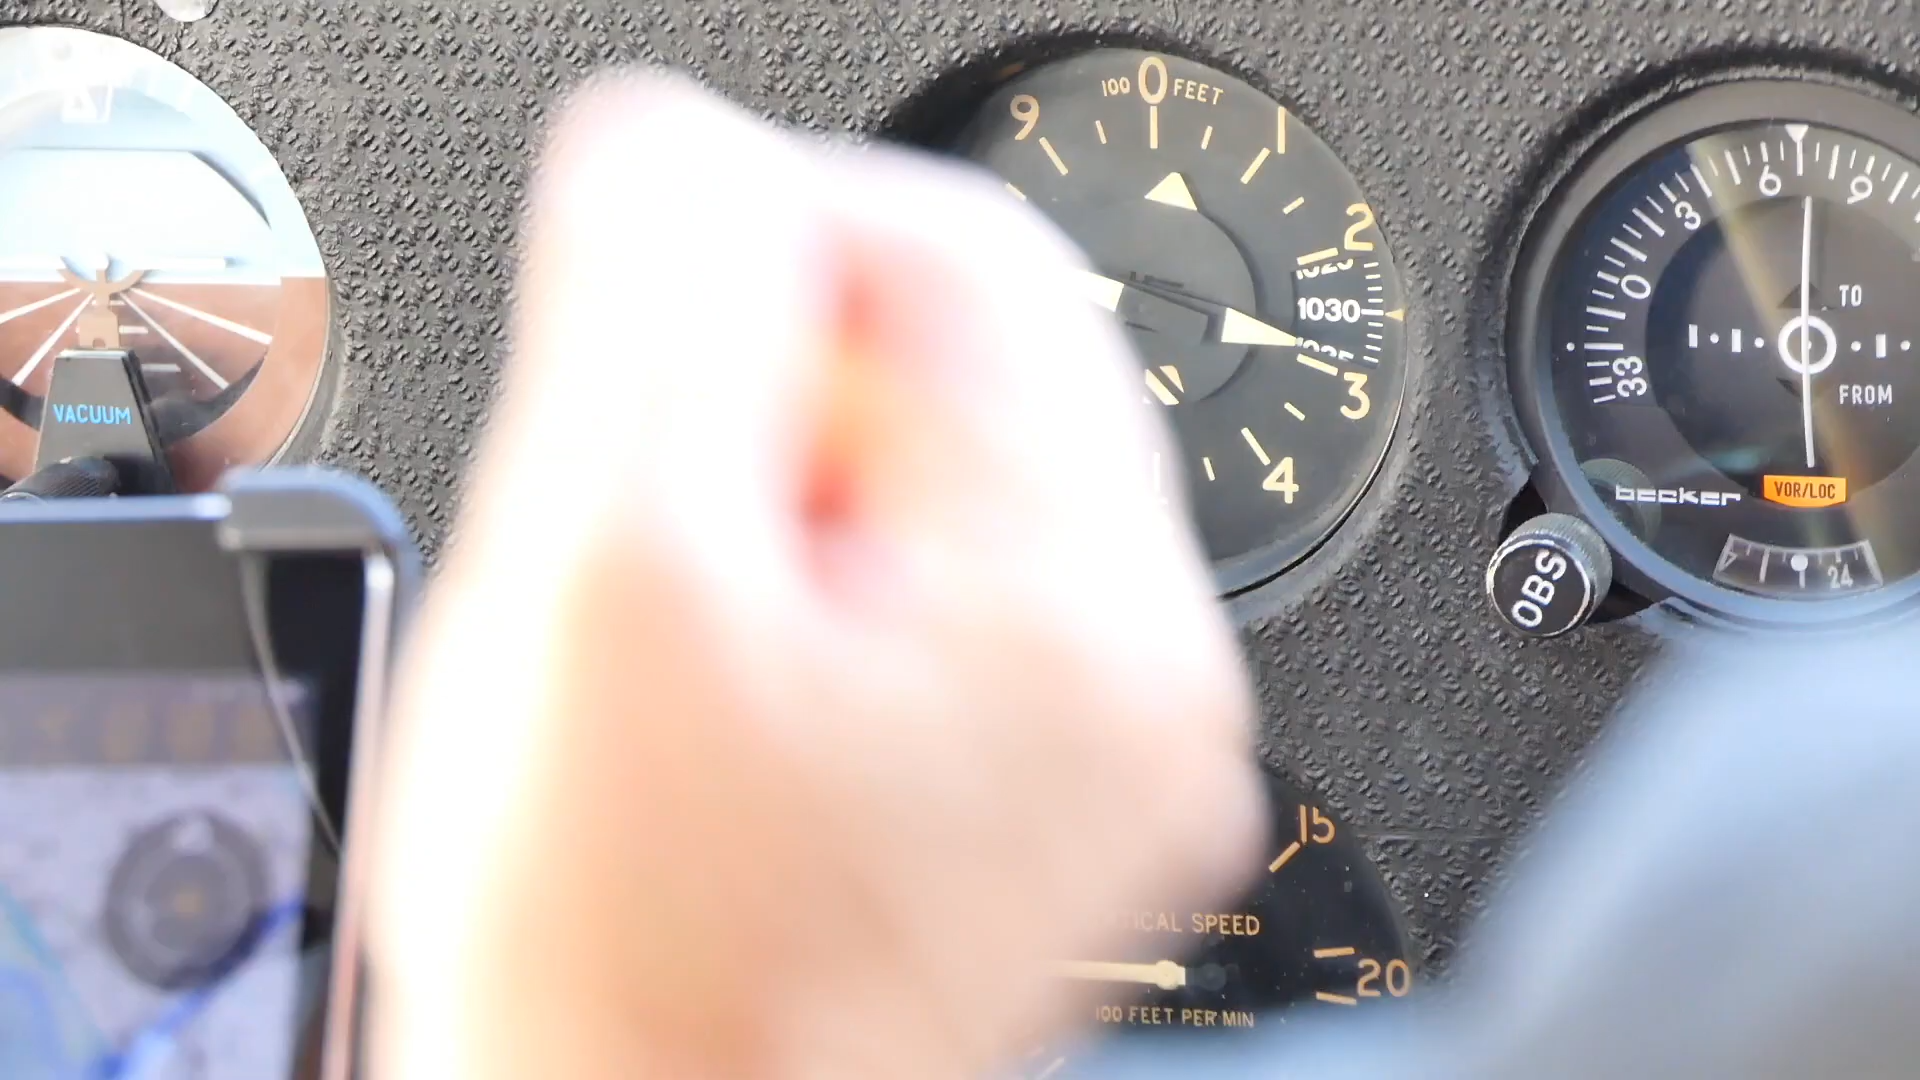 100 0 FEET
9
1
2
1030
3
4
VACUUM
0
3
6
9
33
TO
FROM
VOR/LOC
becker
24
OBS
15
SPEED
20
100 FEET PER MIN